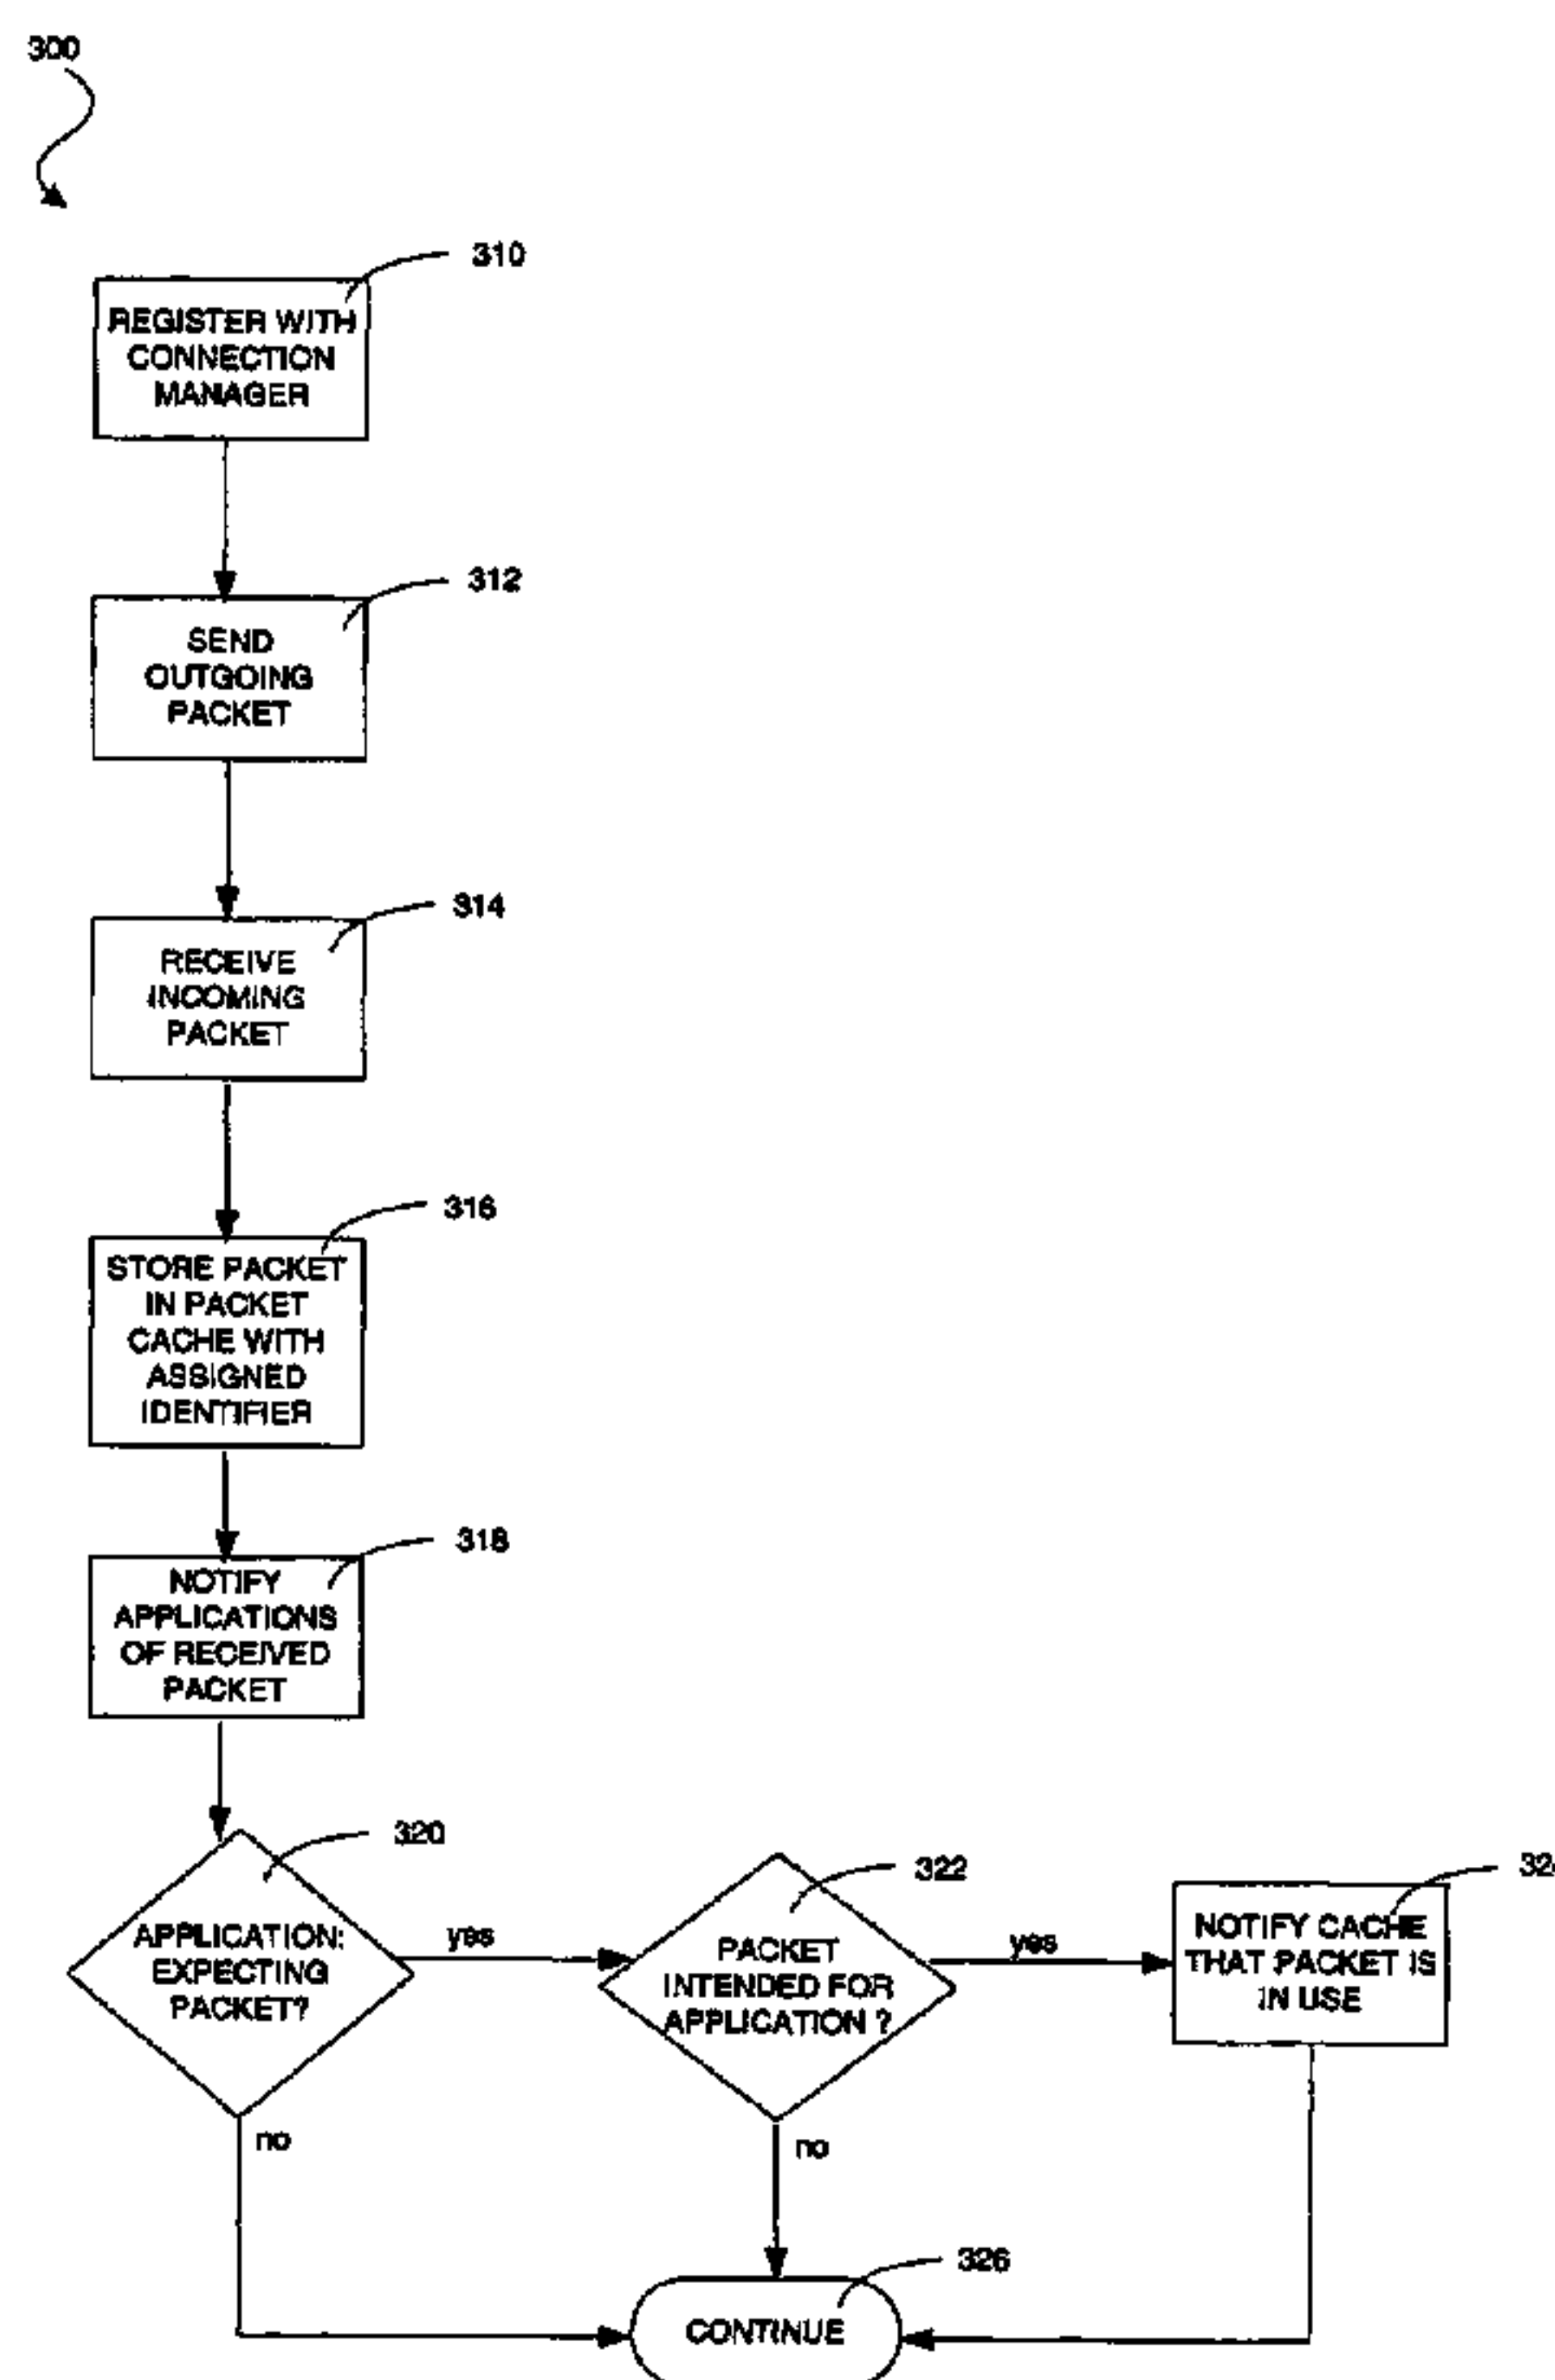 300
310
REGISTER WITH
CONNECTION
MANAGER
312
SEND
OUTGOING
PACKET
314
RECEIVE
INCOMING
PACKET
316
STORE PACKET
IN PACKET
CACHE WITH
ASSIGNED
IDENTIFIER
318
NOTIFY
APPLICATIONS
OF RECEIVED
PACKET
320
APPLICATION:
EXPECTING
PACKET?
yes
no
322
PACKET
INTENDED FOR
APPLICATION ?
yes
no
NOTIFY CACHE
THAT PACKET IS
IN USE
326
CONTINUE